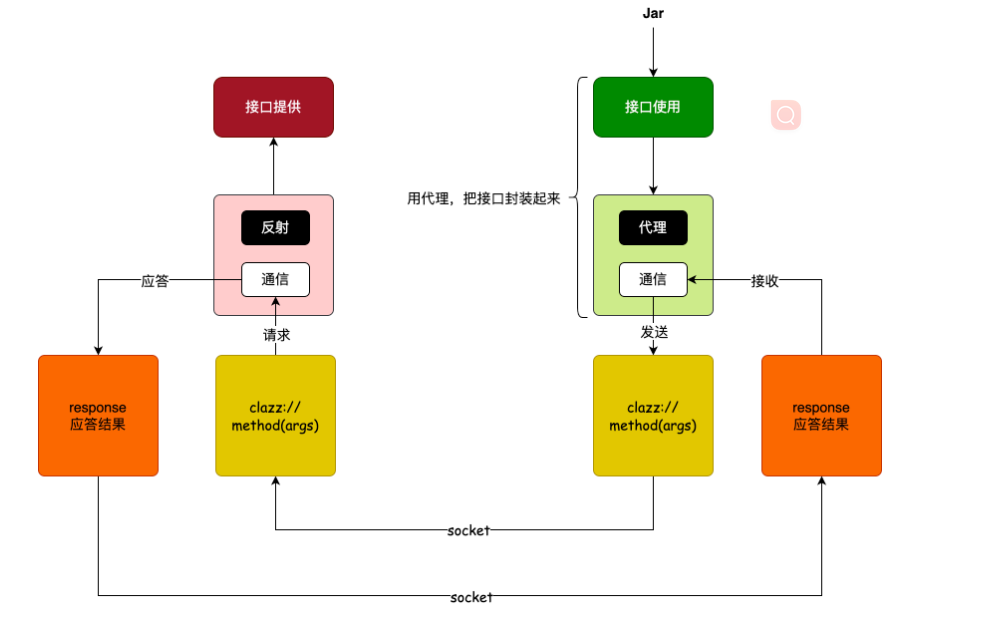 Jar
接口提供
接口使用
用代理，把接口封装起来
反射
代理
通信
通信
应答
接收
请求
发送
response
应答结果
clazz://
method(args)
clazz://
method(args)
response
应答结果
socket
socket